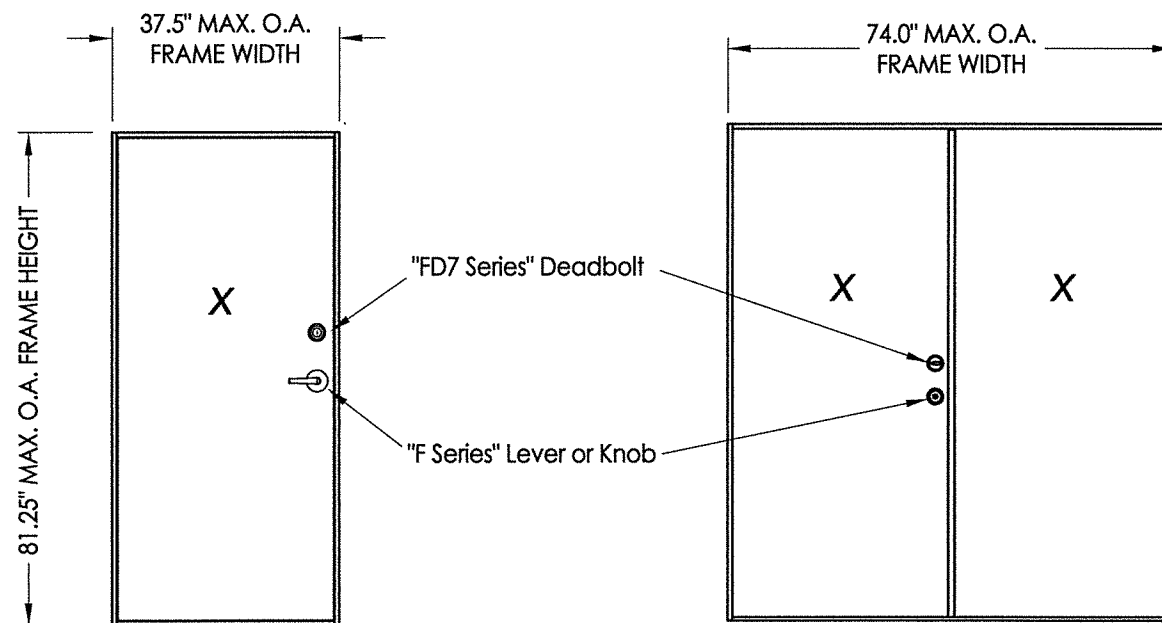 37.5" MAX. O.A.
FRAME WIDTH
74.0" MAX. O.A.
FRAME WIDTH
81.25" MAX. O.A. FRAME HEIGHT
X
"FD7 Series" Deadbolt
X
X
"F Series" Lever or Knob